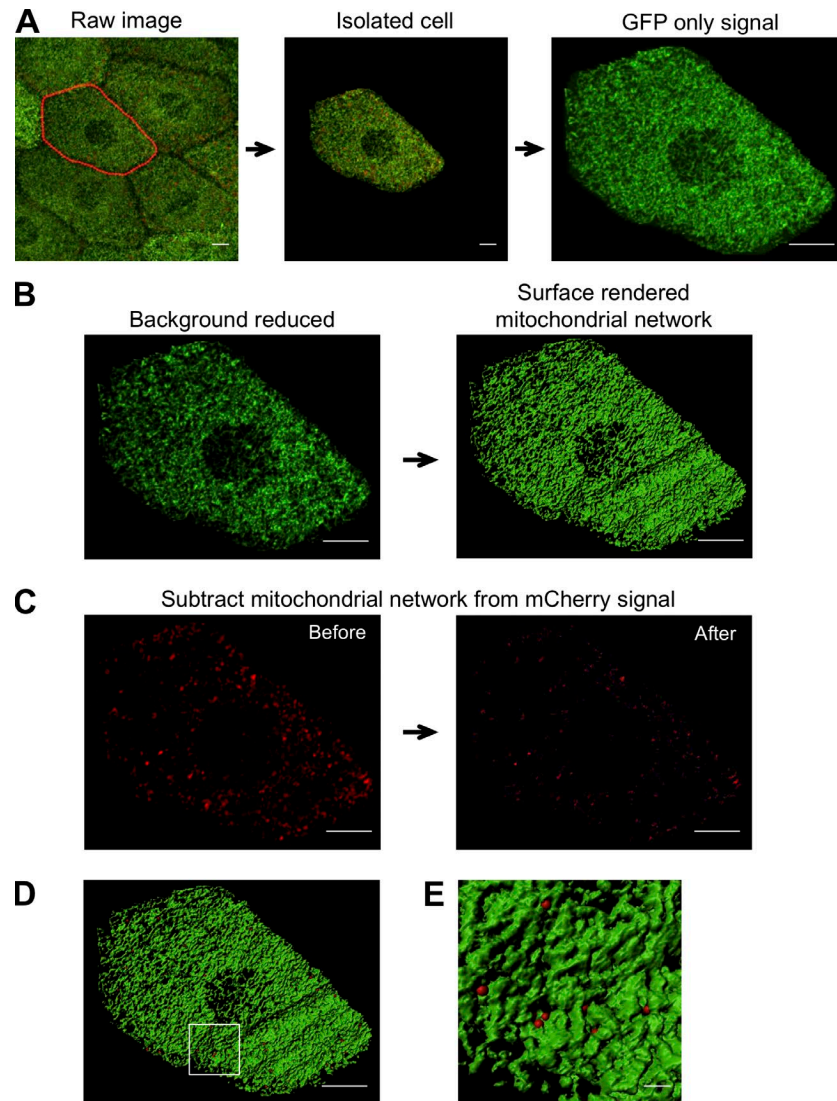 A
Raw image
Isolated cell
GFP only signal
B
Background reduced
Surface rendered
mitochondrial network
C
Subtract mitochondrial network from mCherry signal
Before
After
D
E